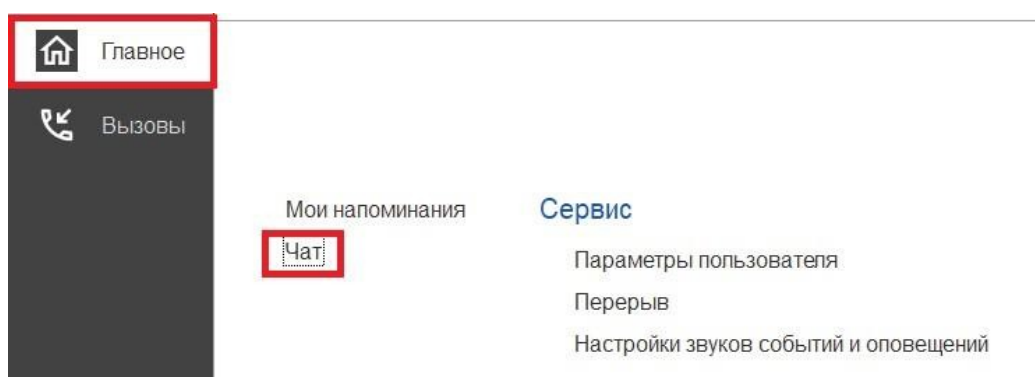 Главное
Вызовы
Мои напоминания
Чат
Сервис
Параметры пользователя
Перерыв
Настройки звуков событий и оповещений